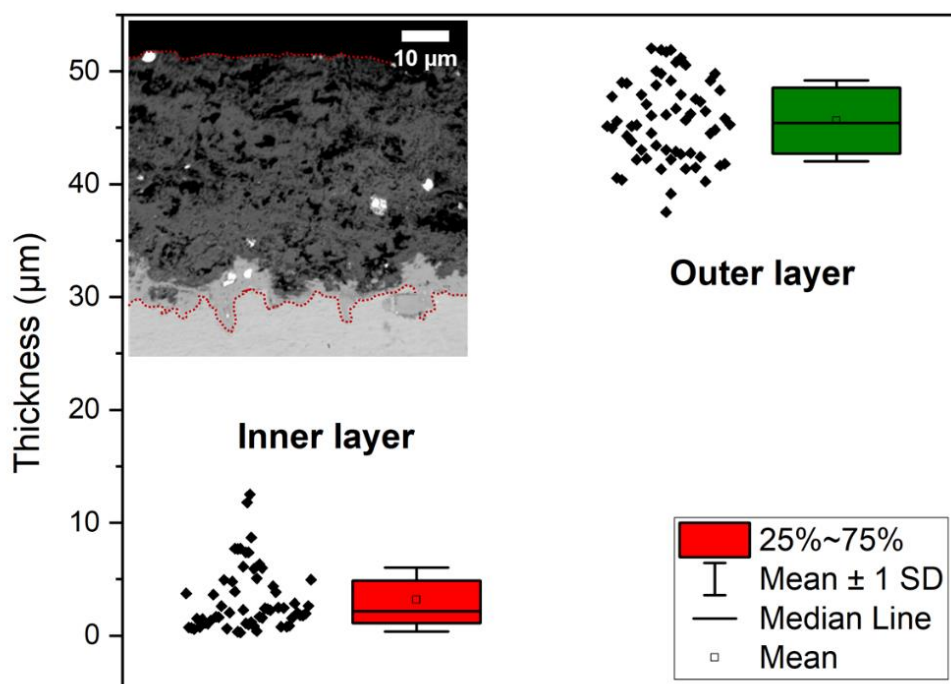 Thickness (µm)
50
40
30
20
10
0
10 µm
Outer layer
Inner layer
25%~75%
Mean ± 1 SD
Median Line
Mean